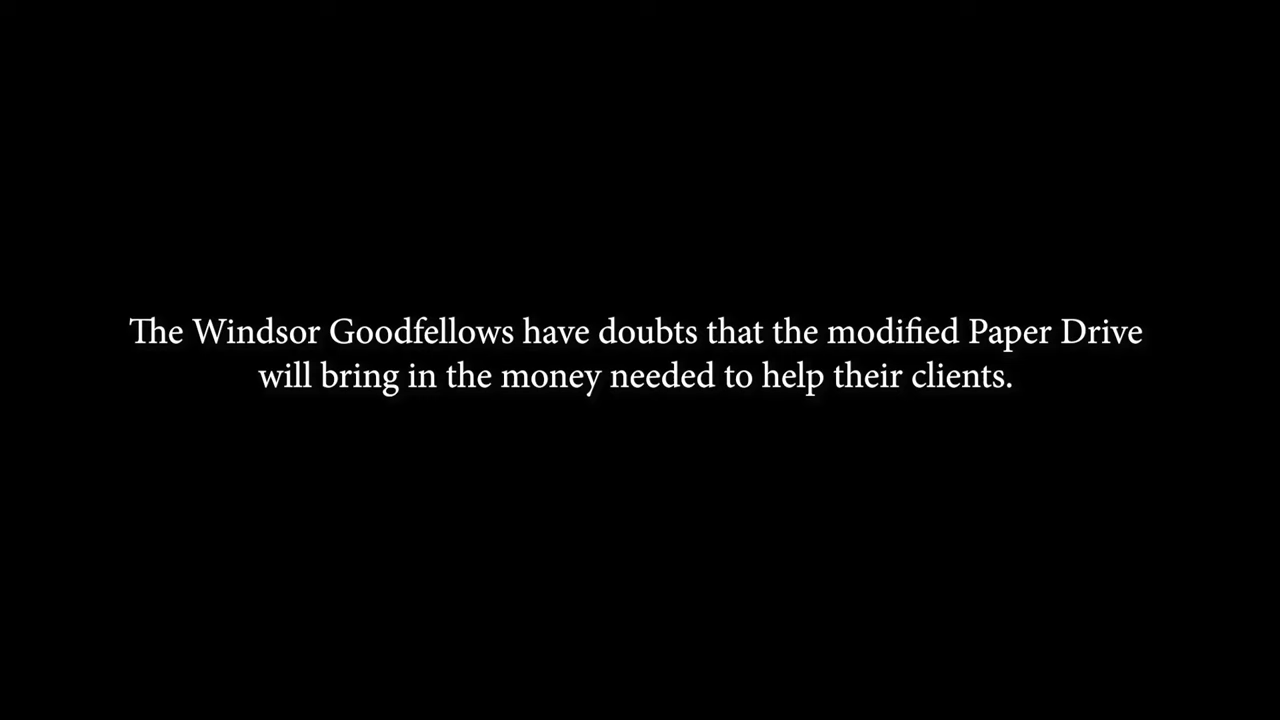 The Windsor Goodfellows have doubts that the modified Paper Drive
will bring in the money needed to help their clients.